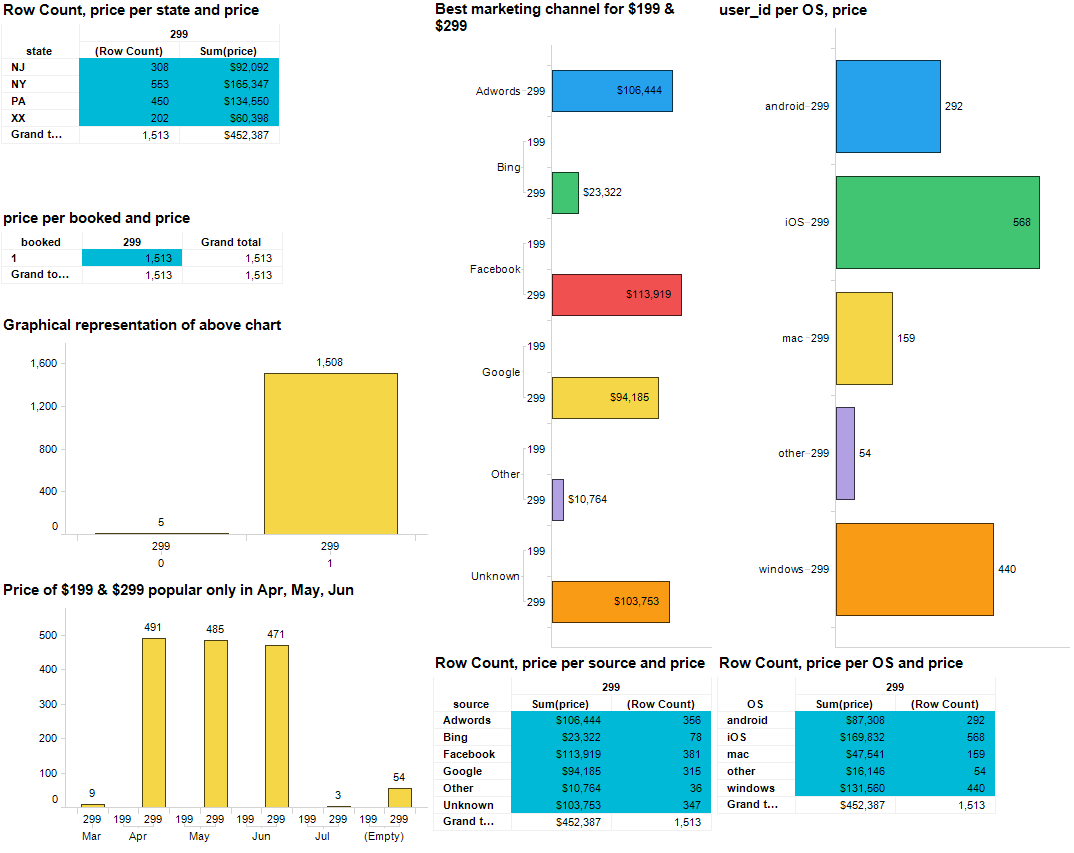 Row Count, price per state and price
299
state (Row Count) Sum(price)
NJ 308 $92,092
NY 553 $165,347
PA 450 $134,550
XX 202 $60,398
Grand t... 1,513 $452,387
price per booked and price
booked 299 Grand total
1 1,513 1,513
Grand to... 1,513 1,513
Graphical representation of above chart
1,600
1,200
800
400
0
5
1,508
299 299
0 1
Price of $199 & $299 popular only in Apr, May, Jun
500
400
300
200
100
0
9
491
485
471
3
54
299 199 299 199 299 199 299 199 299 199 299
Mar Apr May Jun Jul (Empty)
Best marketing channel for $199 &
$299
Adwords 299 $106,444
199
Bing
299 $23,322
199
Facebook
299 $113,919
199
Google
299 $94,185
199
Other
299 $10,764
199
Unknown
299 $103,753
Row Count, price per source and price
299
source Sum(price) (Row Count)
Adwords $106,444 356
Bing $23,322 78
Facebook $113,919 381
Google $94,185 315
Other $10,764 36
Unknown $103,753 347
Grand t... $452,387 1,513
user_id per OS, price
android 299 292
iOS 299 568
mac 299 159
other 299 54
windows 299 440
Row Count, price per OS and price
299
OS Sum(price) (Row Count)
android $87,308 292
iOS $169,832 568
mac $47,541 159
other $16,146 54
windows $131,560 440
Grand t... $452,387 1,513